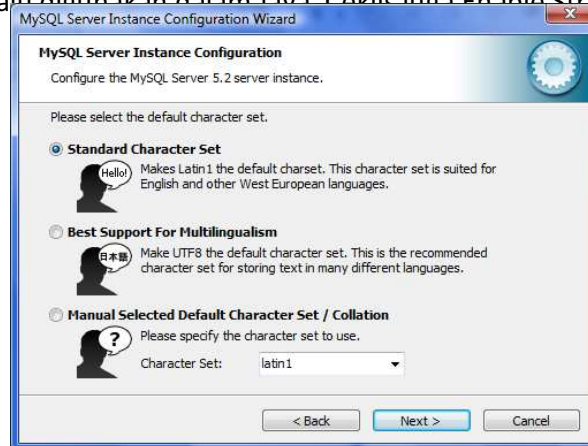 MySQL Server Instance Configuration Wizard
MySQL Server Instance Configuration
Configure the MySQL Server 5.2 server instance.
Please select the default character set.
Standard Character Set
Hello!
Makes Latin1 the default charset. This character set is suited for
English and other West European languages.
Best Support For Multilingualism
日本語
Make UTF8 the default character set. This is the recommended
character set for storing text in many different languages.
Manual Selected Default Character Set / Collation
?
Please specify the character set to use.
Character Set: latin1
< Back Next > Cancel